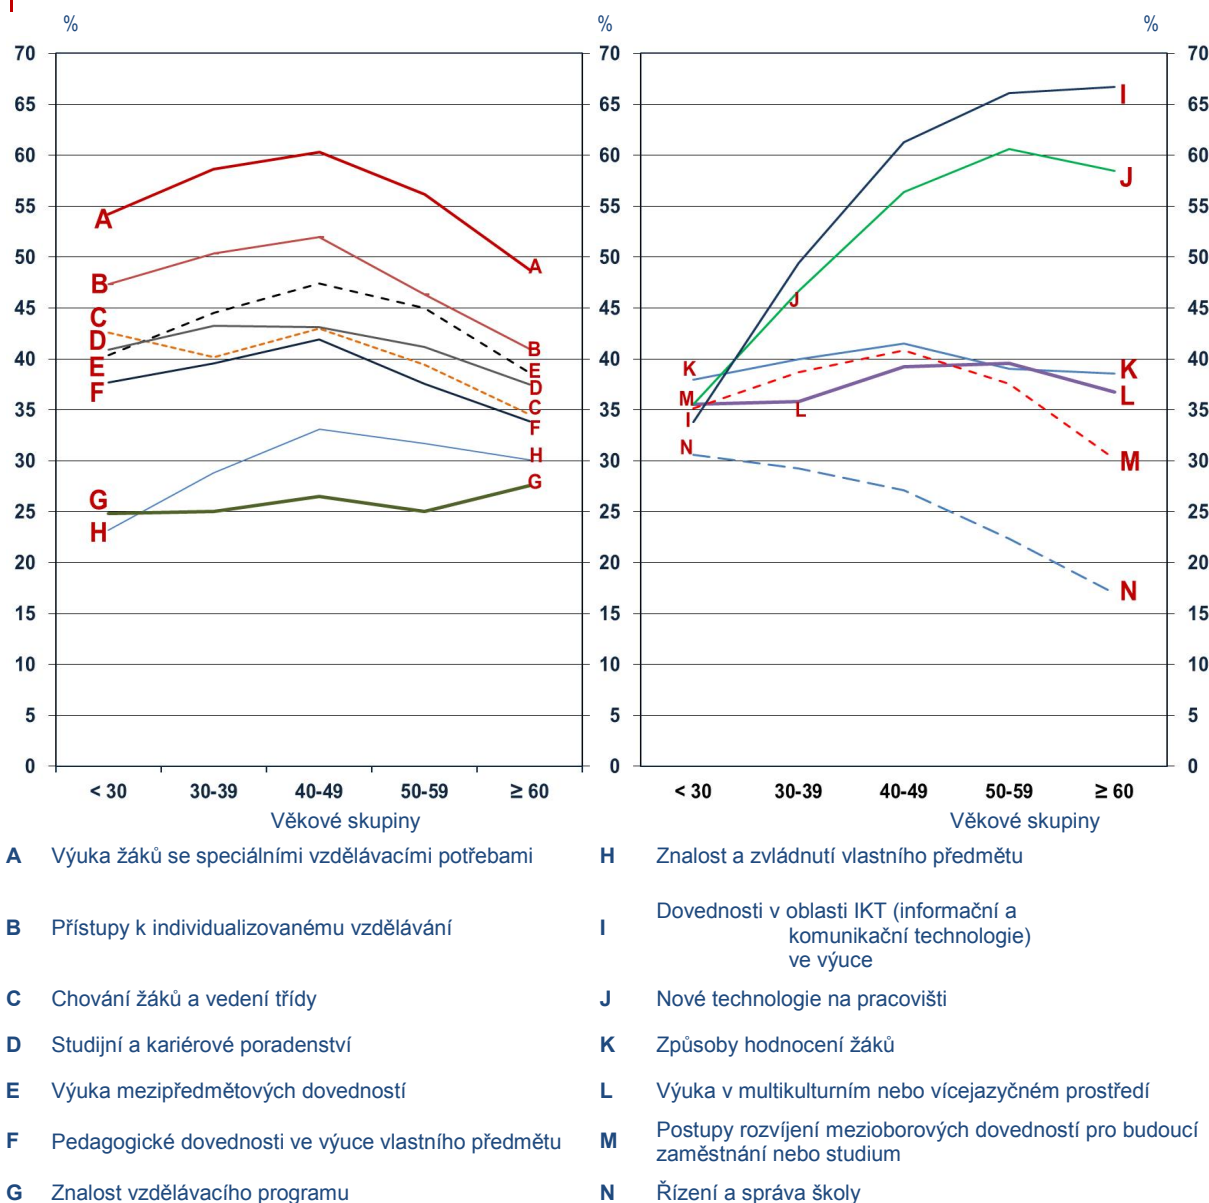 % % %
70 70 70
65 65 65
60 60 60
55 55 55
50 50 50
45 45 45
40 40 40
35 35 35
30 30 30
25 25 25
20 20 20
15 15 15
10 10 10
5 5 5
0 0 0
A
B
C
D
E
F
G
H
A
B
E
D
C
F
H
G
K
M
I
N
J
L
I
J
K
L
M
N
< 30 30-39 40-49 50-59 ≥ 60
Věkové skupiny
< 30 30-39 40-49 50-59 ≥ 60
Věkové skupiny
A Výuka žáků se speciálními vzdělávacími potřebami
B Přístupy k individualizovanému vzdělávání
C Chování žáků a vedení třídy
D Studijní a kariérové poradenství
E Výuka mezipředmětových dovedností
F Pedagogické dovednosti ve výuce vlastního předmětu
G Znalost vzdělávacího programu
H Znalost a zvládnutí vlastního předmětu
I Dovednosti v oblasti IKT (informační a
komunikační technologie)
ve výuce
J Nové technologie na pracovišti
K Způsoby hodnocení žáků
L Výuka v multikulturním nebo vícejazyčném prostředí
M Postupy rozvíjení mezioborových dovedností pro budoucí
zaměstnání nebo studium
N Řízení a správa školy